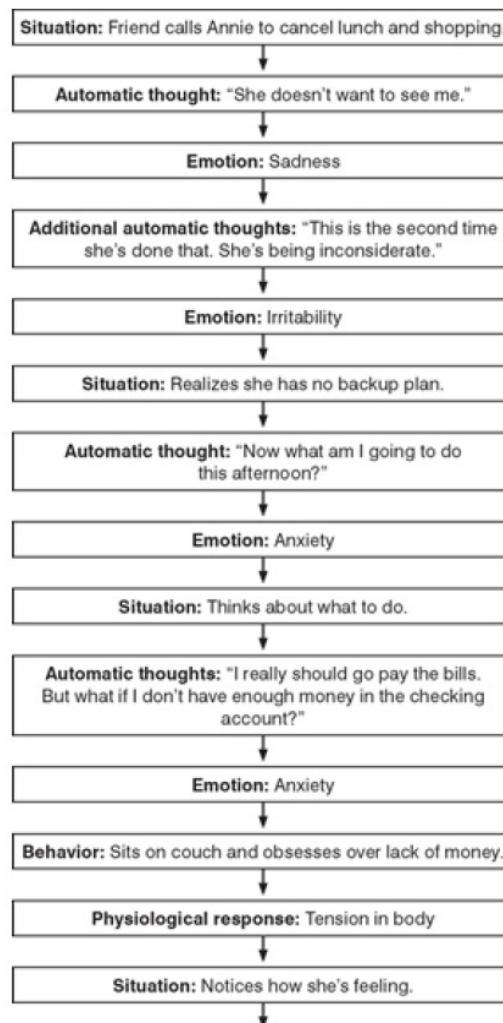 Situation: Friend calls Annie to cancel lunch and shopping.
Automatic thought: “She doesn’t want to see me.”
Emotion: Sadness
Additional automatic thoughts: “This is the second time
she’s done that. She’s being inconsiderate.”
Emotion: Irritability
Situation: Realizes she has no backup plan.
Automatic thought: “Now what am I going to do
this afternoon?”
Emotion: Anxiety
Situation: Thinks about what to do.
Automatic thoughts: “I really should go pay the bills.
But what if I don’t have enough money in the checking
account?”
Emotion: Anxiety
Behavior: Sits on couch and obsesses over lack of money.
Physiological response: Tension in body
Situation: Notices how she’s feeling.